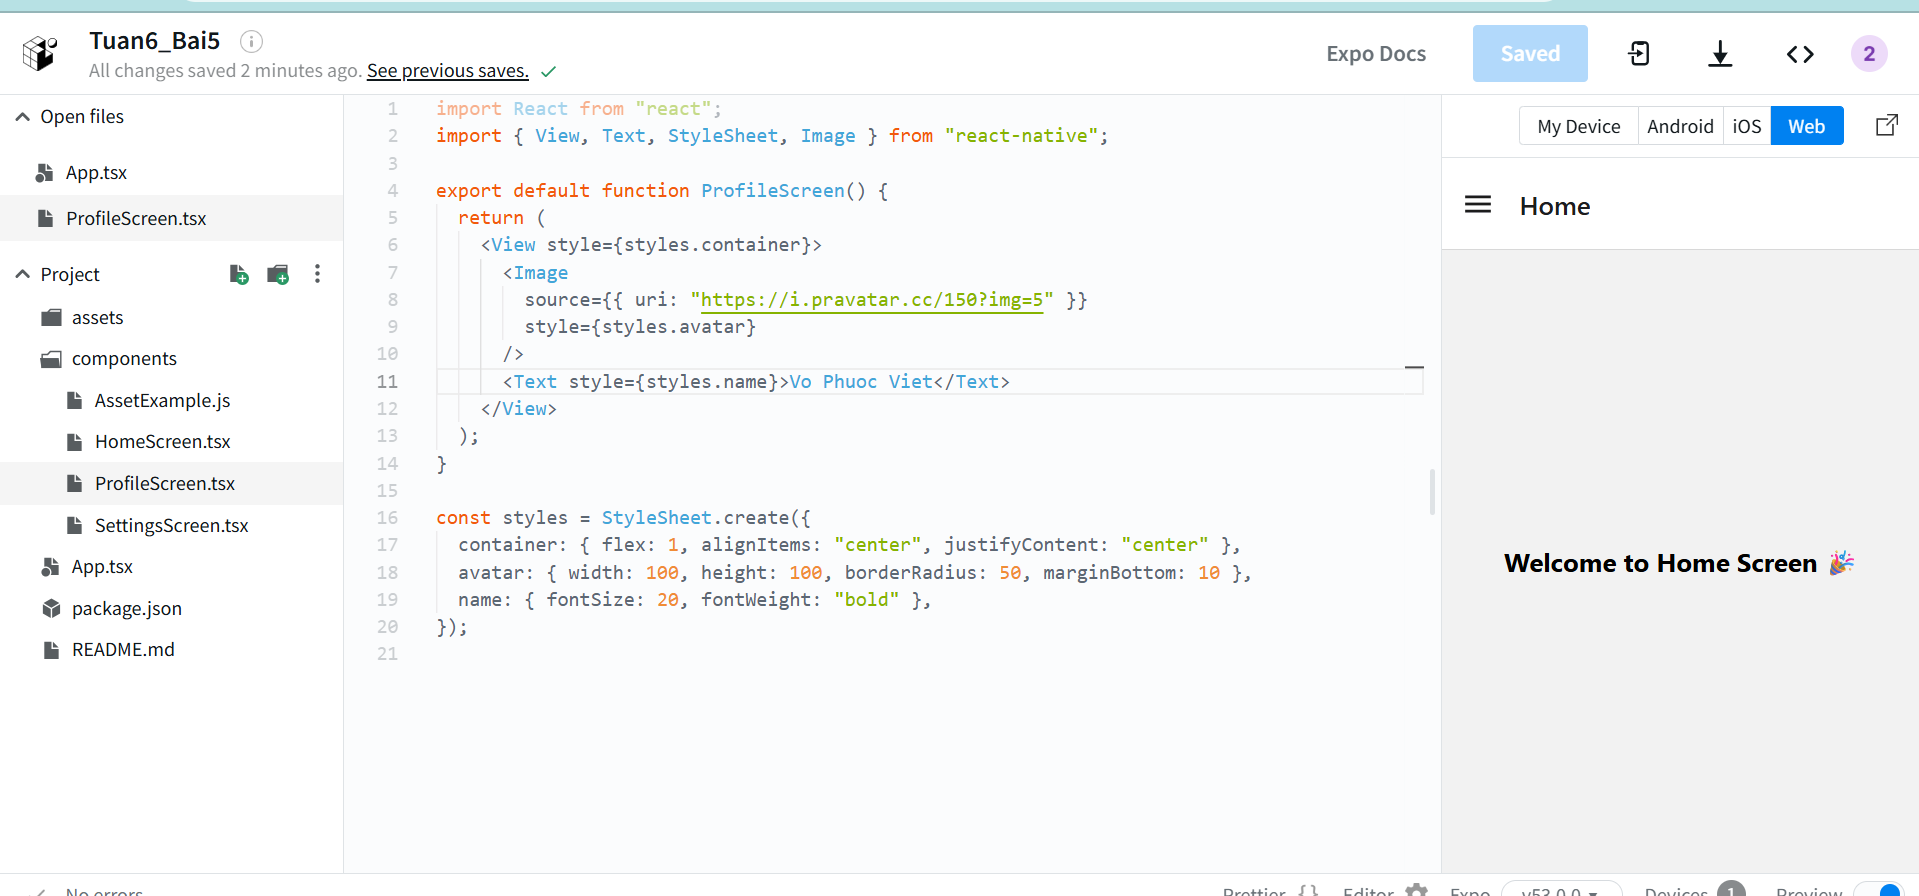 Tuan6_Bai5
All changes saved 2 minutes ago. See previous saves.
Expo Docs
Saved
2
Open files
App.tsx
ProfileScreen.tsx
Project
assets
components
AssetExample.js
HomeScreen.tsx
ProfileScreen.tsx
SettingsScreen.tsx
App.tsx
package.json
README.md
1 import React from "react";
2 import { View, Text, StyleSheet, Image } from "react-native";
3
4 export default function ProfileScreen() {
5 return (
6 <View style={styles.container}>
7 <Image
8 source={{ uri: "https://i.pravatar.cc/150?img=5" }}
9 style={styles.avatar}
10 />
11 <Text style={styles.name}>Vo Phuoc Viet</Text>
12 </View>
13 );
14 }
15
16 const styles = StyleSheet.create({
17 container: { flex: 1, alignItems: "center", justifyContent: "center" },
18 avatar: { width: 100, height: 100, borderRadius: 50, marginBottom: 10 },
19 name: { fontSize: 20, fontWeight: "bold" },
20 });
21
My Device Android iOS Web
Home
Welcome to Home Screen 🎉
No errors
Prettier {} Editor Expo v53.0.0 Devices 1 Preview